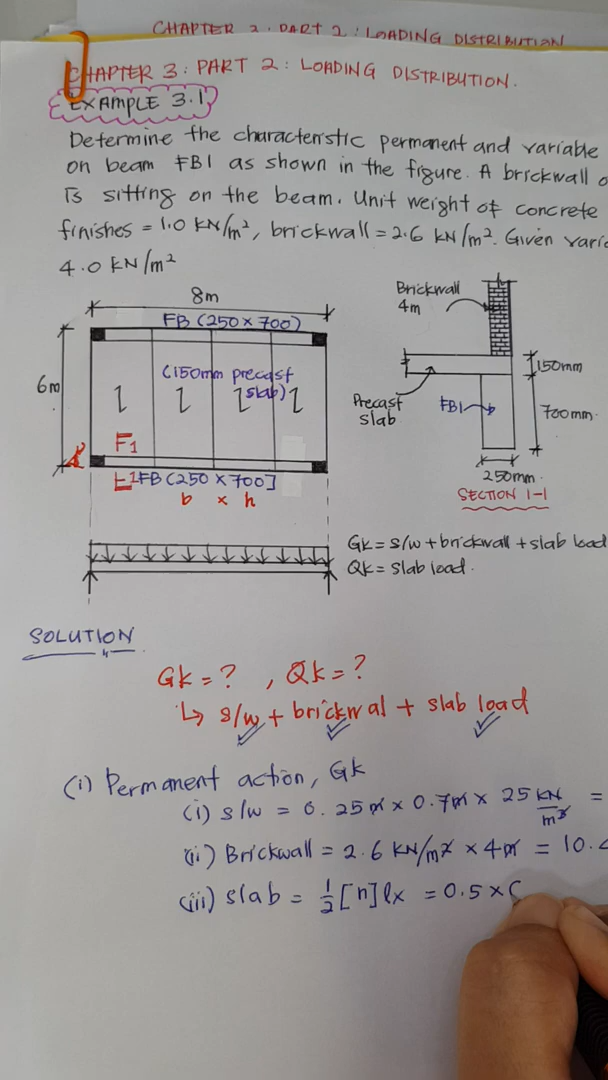 CHAPTER 3: PART 2: LOADING DISTRIBUTION
CHAPTER 3: PART 2: LOADING DISTRIBUTION.
EXAMPLE 3.1
Determine the characteristic permanent and variable
on beam FB1 as shown in the figure. A brickwall
is sitting on the beam. Unit weight of concrete
finishes = 1.0 kN/m², brickwall = 2.6 kN/m². Given
4.0 kN/m²
8m
FB (250 x 700)
6m
(150mm precast
slab)
F1
FB (250 x 700]
b x h
Brickwall
4m
150mm
Precast
slab
FB1
700mm
250mm
SECTION 1-1
Gk = s/w + brickwall + slab load
Qk = slab load.
SOLUTION
Gk = ? , Qk = ?
↳ s/w + brickwal + slab load
(i) Permanent action, Gk
(i) s/w = 0.25m x 0.7m x 25 kN/m³ =
(ii) Brickwall = 2.6 kN/m² x 4m = 10.
(iii) slab = ½ [n] lx = 0.5 x (